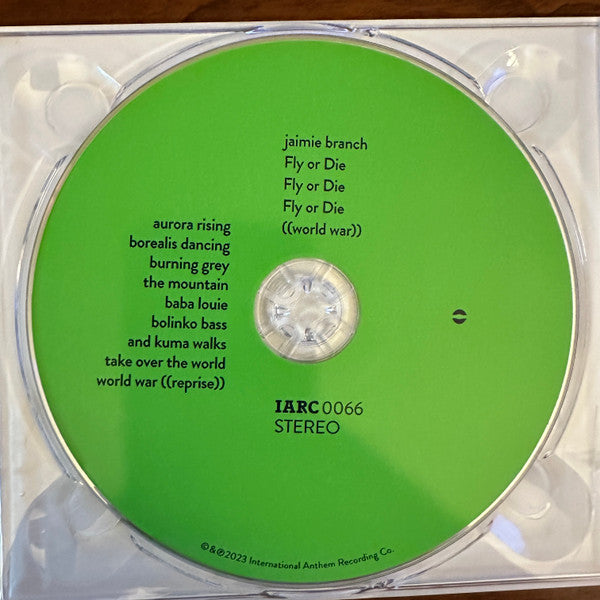 jaimie branch
Fly or Die
Fly or Die
Fly or Die
((world war))
aurora rising
borealis dancing
burning grey
the mountain
baba louie
bolinko bass
and kuma walks
take over the world
world war ((reprise))
IARC 0066
STEREO
©&℗2023 International Anthem Recording Co.